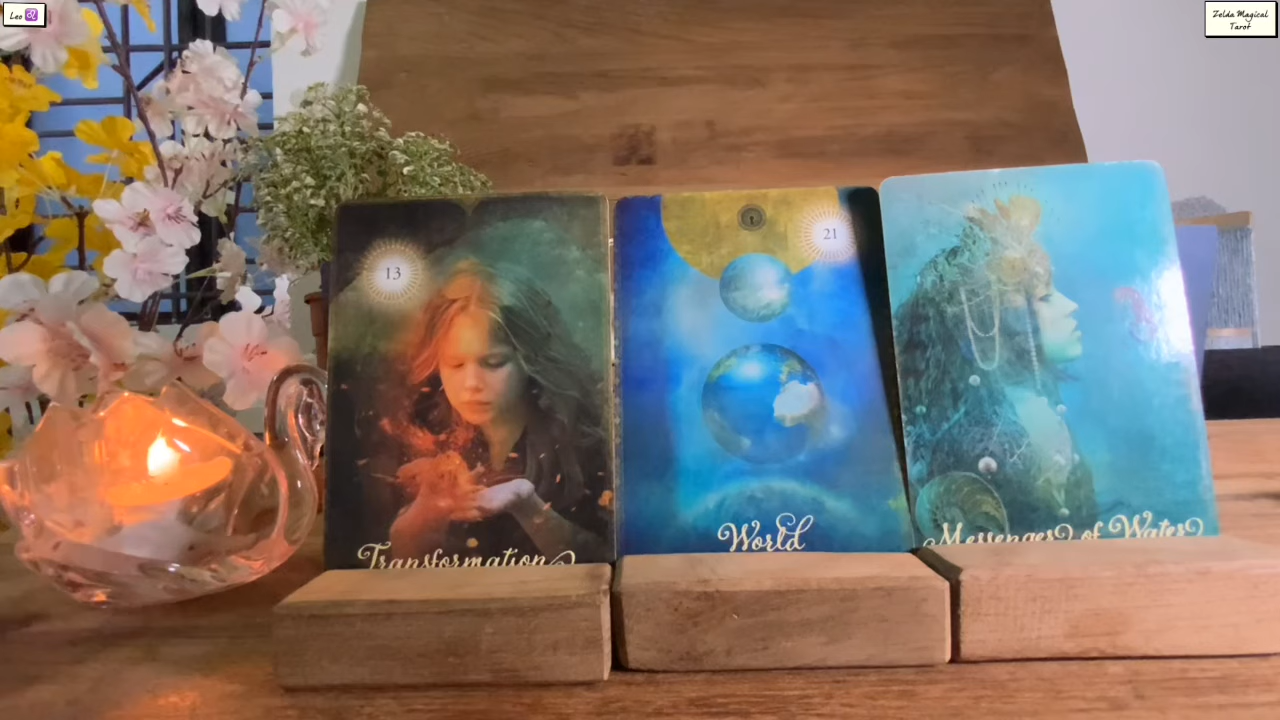 Leo ♌
Zelda Magical
Tarot
13
21
Transformation
World
Messenger of Water